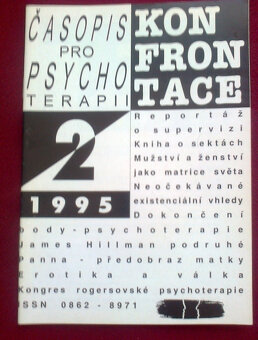 ČASOPIS
PRO
PSYCHO
TERAPII
KON
FRON
TACE
2
1995
Reportáž
o supervizi
Kniha o sektách
Mužství a ženství
jako matrice světa
Neočekávané
existenciální vhledy
Dokončení
body-psychoterapie
James Hillman podruhé
Panna - předobraz matky
Erotika a válka
Kongres rogersovské psychoterapie
ISSN 0862 - 8971